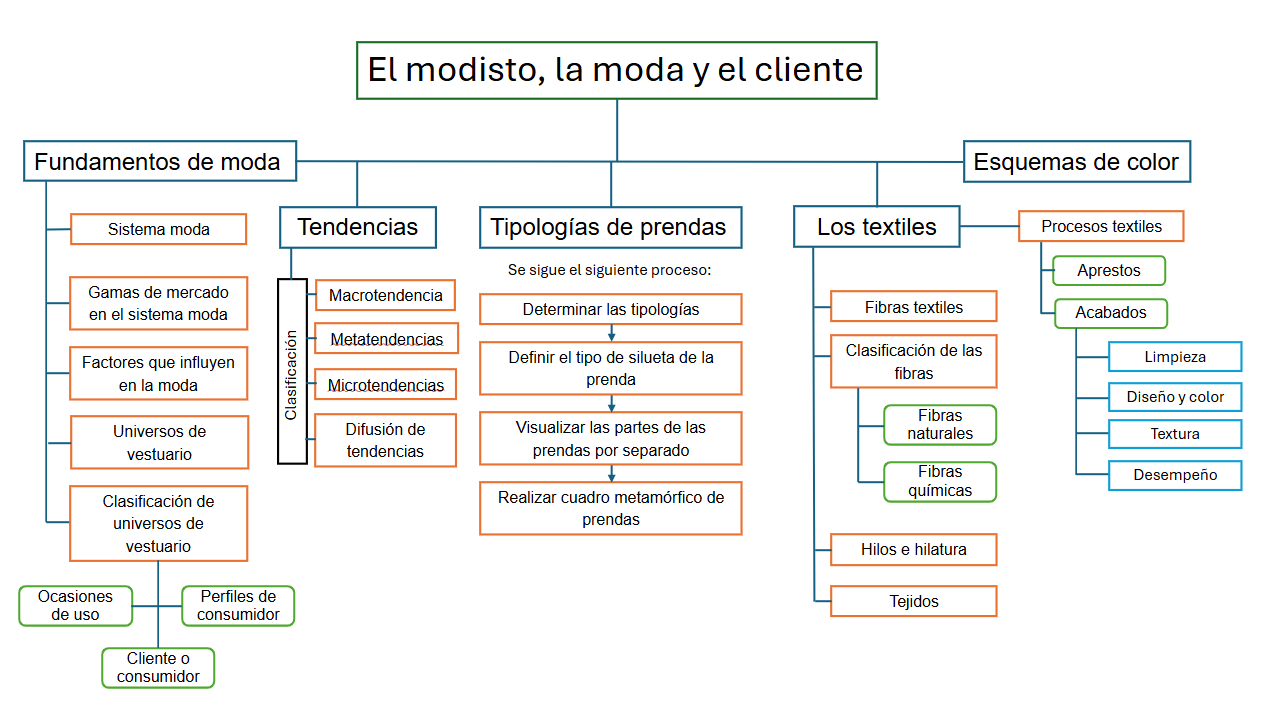 El modisto, la moda y el cliente
Fundamentos de moda
Sistema moda
Gamas de mercado
en el sistema moda
Factores que influyen
en la moda
Universos de
vestuario
Clasificación de
universos de
vestuario
Ocasiones
de uso
Perfiles de
consumidor
Cliente o
consumidor
Tendencias
Clasificación
Macrotendencia
Metatendencias
Microtendencias
Difusión de
tendencias
Tipologías de prendas
Se sigue el siguiente proceso:
Determinar las tipologías
Definir el tipo de silueta de la
prenda
Visualizar las partes de las
prendas por separado
Realizar cuadro metamórfico de
prendas
Los textiles
Fibras textiles
Clasificación de las
fibras
Fibras
naturales
Fibras
químicas
Hilos e hilatura
Tejidos
Procesos textiles
Aprestos
Acabados
Limpieza
Diseño y color
Textura
Desempeño
Esquemas de color